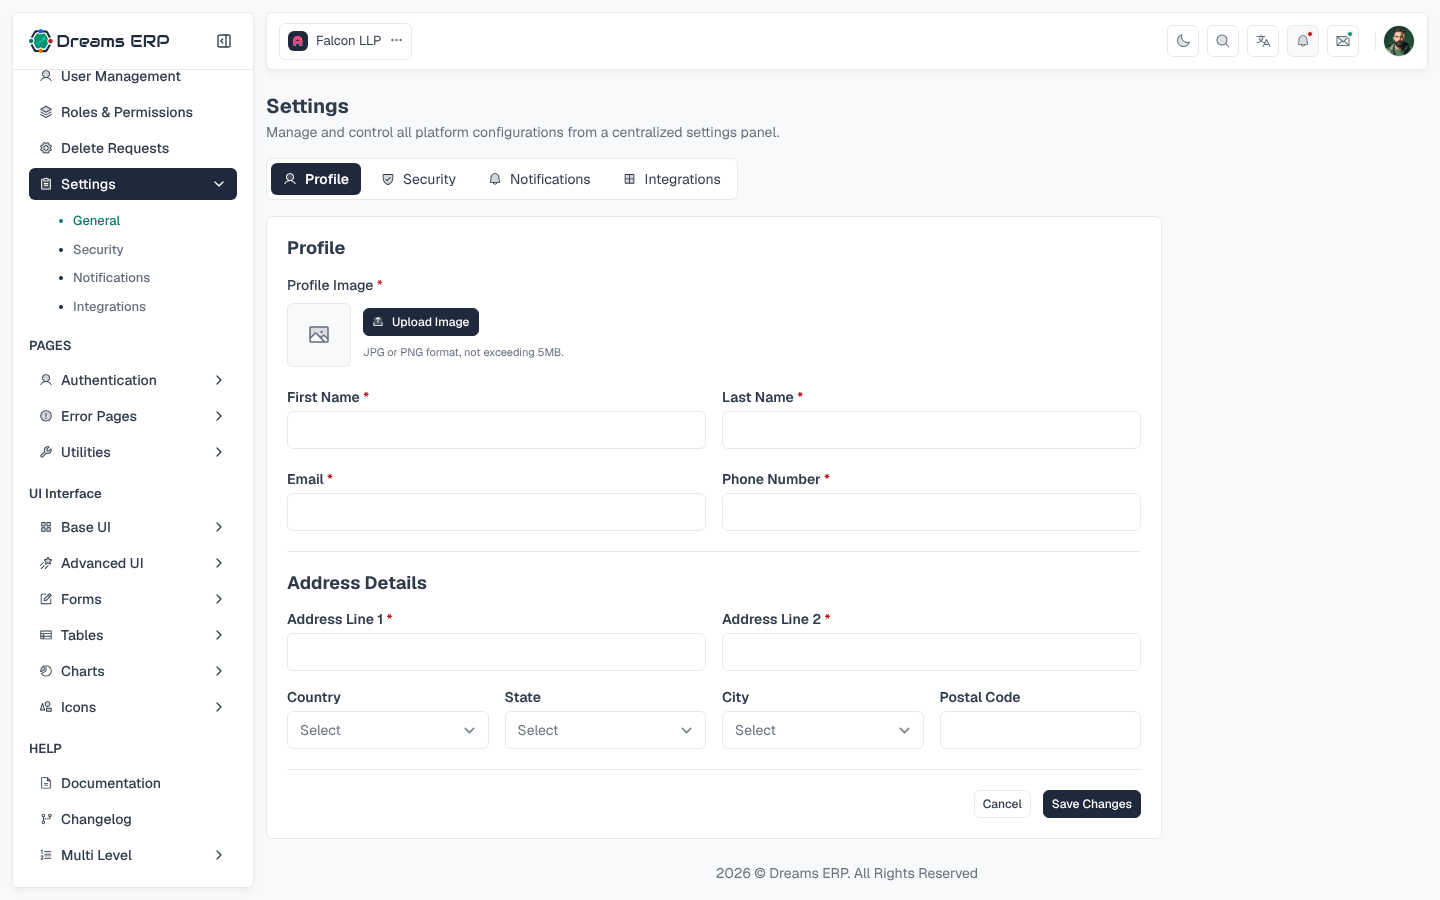 Dreams ERP
User Management
Roles & Permissions
Delete Requests
Settings
General
Security
Notifications
Integrations
PAGES
Authentication
Error Pages
Utilities
UI Interface
Base UI
Advanced UI
Forms
Tables
Charts
Icons
HELP
Documentation
Changelog
Multi Level
Falcon LLP
Settings
Manage and control all platform configurations from a centralized settings panel.
Profile Security Notifications Integrations
Profile
Profile Image *
Upload Image
JPG or PNG format, not exceeding 5MB.
First Name * Last Name *
Email * Phone Number *
Address Details
Address Line 1 * Address Line 2 *
Country State City Postal Code
Select Select Select
Cancel Save Changes
2026 © Dreams ERP. All Rights Reserved